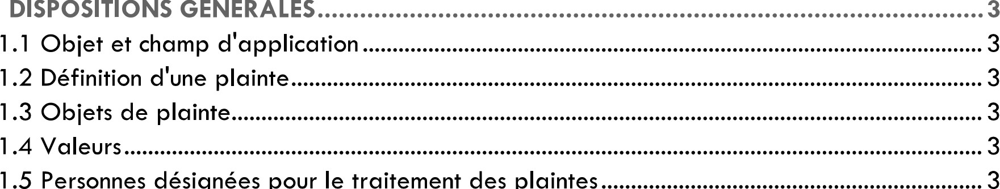 DISPOSITIONS GÉNÉRALES........................................................................................................ 3
1.1 Objet et champ d'application........................................................................................................ 3
1.2 Définition d'une plainte.................................................................................................................... 3
1.3 Objets de plainte.............................................................................................................................. 3
1.4 Valeurs................................................................................................................................................ 3
1.5 Personnes désignées pour le traitement des plaintes................................................................ 3